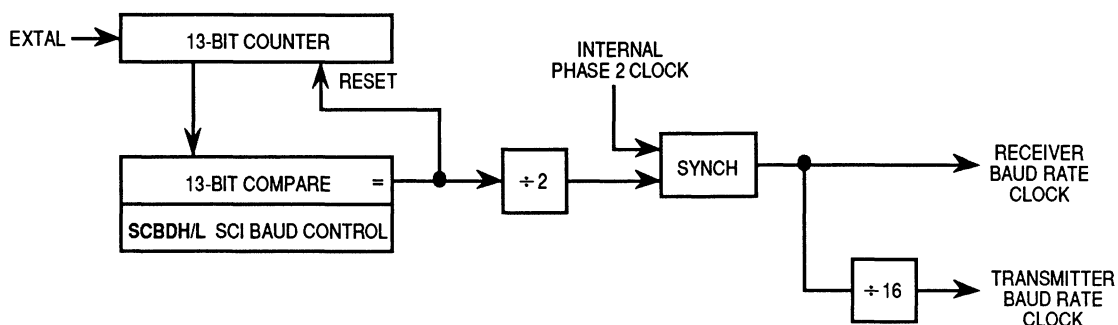 EXTAL
13-BIT COUNTER
RESET
INTERNAL
PHASE 2 CLOCK
13-BIT COMPARE =
SCBDH/L SCI BAUD CONTROL
÷2
SYNCH
RECEIVER
BAUD RATE
CLOCK
÷16
TRANSMITTER
BAUD RATE
CLOCK